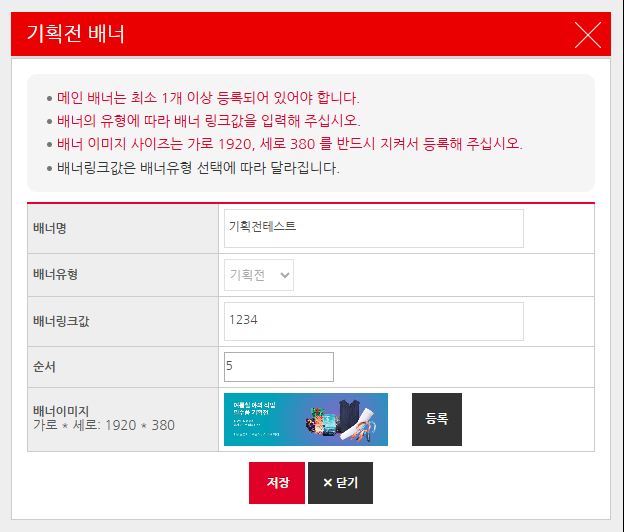 기획전 배너
메인 배너는 최소 1개 이상 등록되어 있어야 합니다.
배너의 유형에 따라 배너 링크값을 입력해 주십시오.
배너 이미지 사이즈는 가로 1920, 세로 380 를 반드시 지켜서 등록해 주십시오.
배너링크값은 배너유형 선택에 따라 달라집니다.
배너명
기획전테스트
배너유형
기획전
배너링크값
1234
순서
5
배너이미지
가로 * 세로: 1920 * 380
등록
저장
✕ 닫기